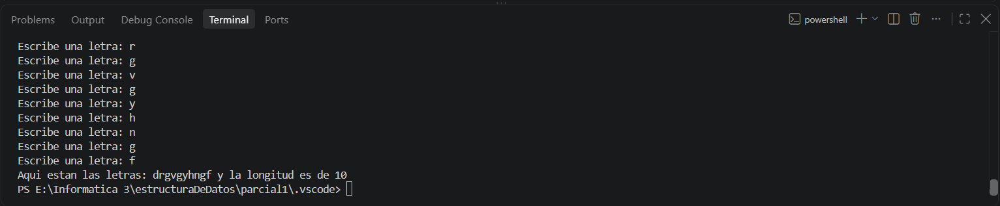 Problems Output Debug Console Terminal Ports powershell
Escribe una letra: r
Escribe una letra: g
Escribe una letra: v
Escribe una letra: g
Escribe una letra: y
Escribe una letra: h
Escribe una letra: n
Escribe una letra: g
Escribe una letra: f
Aqui estan las letras: drgvgyhngf y la longitud es de 10
PS E:\Informatica 3\estructuraDeDatos\parcial1\.vscode>